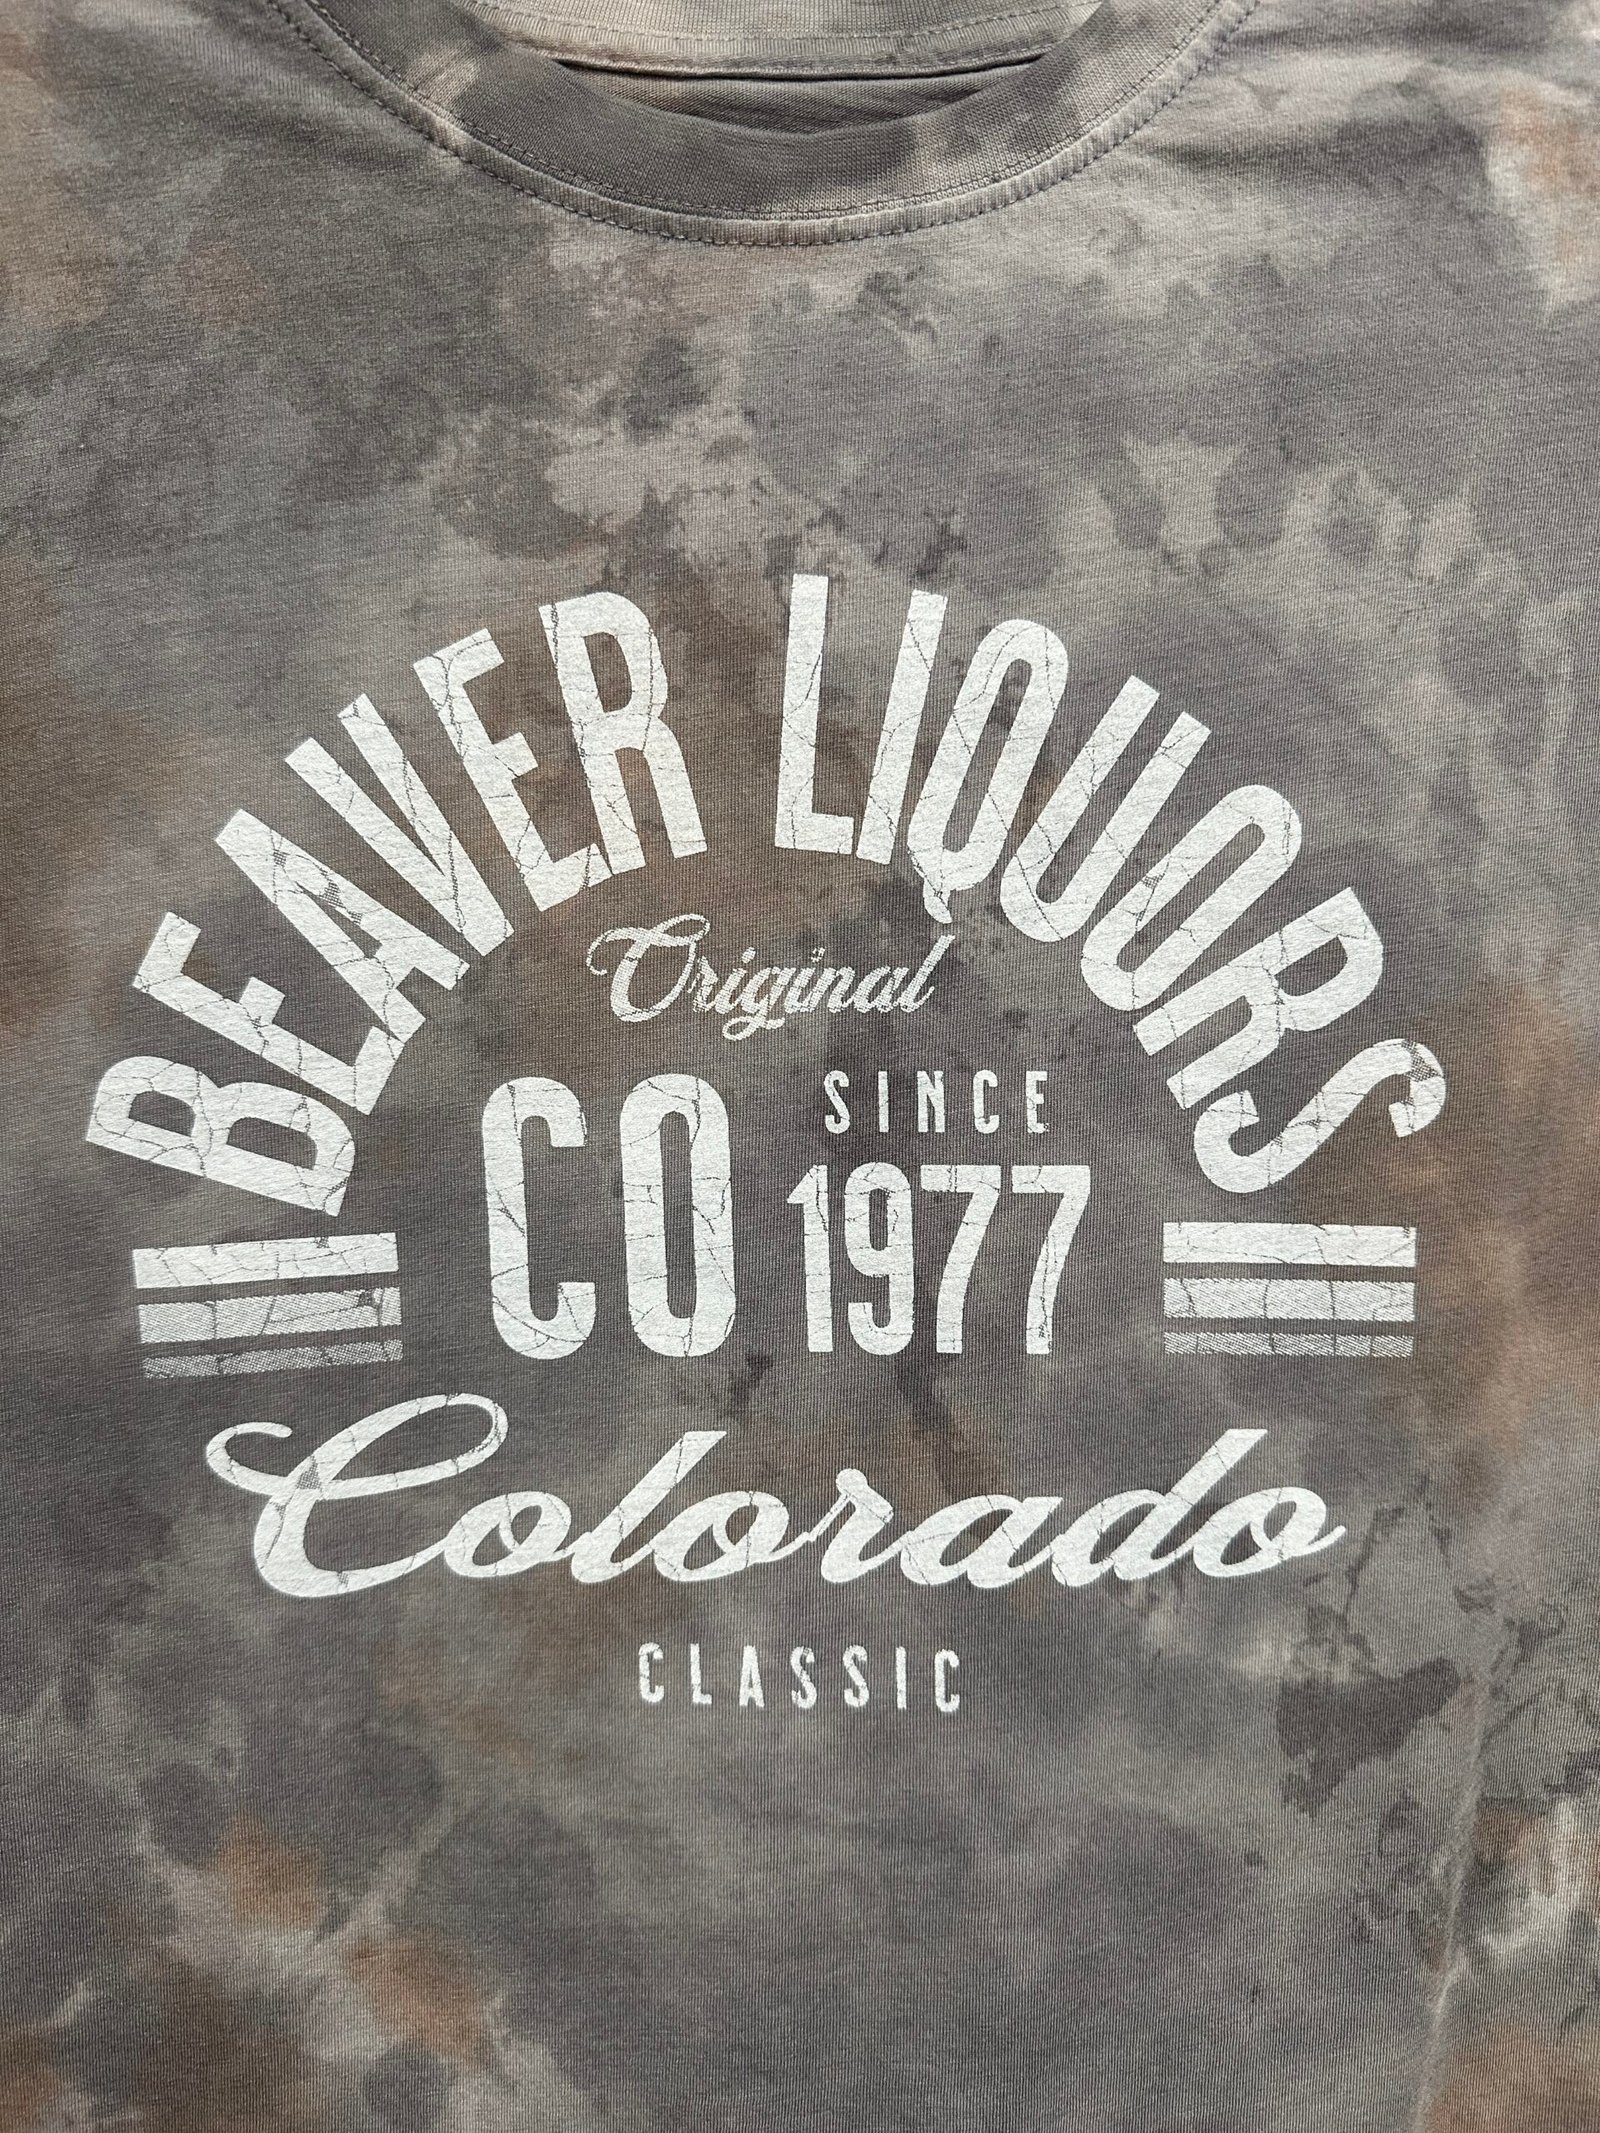 BEAVER LIQUORS
Original
CO
SINCE
1977
Colorado
CLASSIC